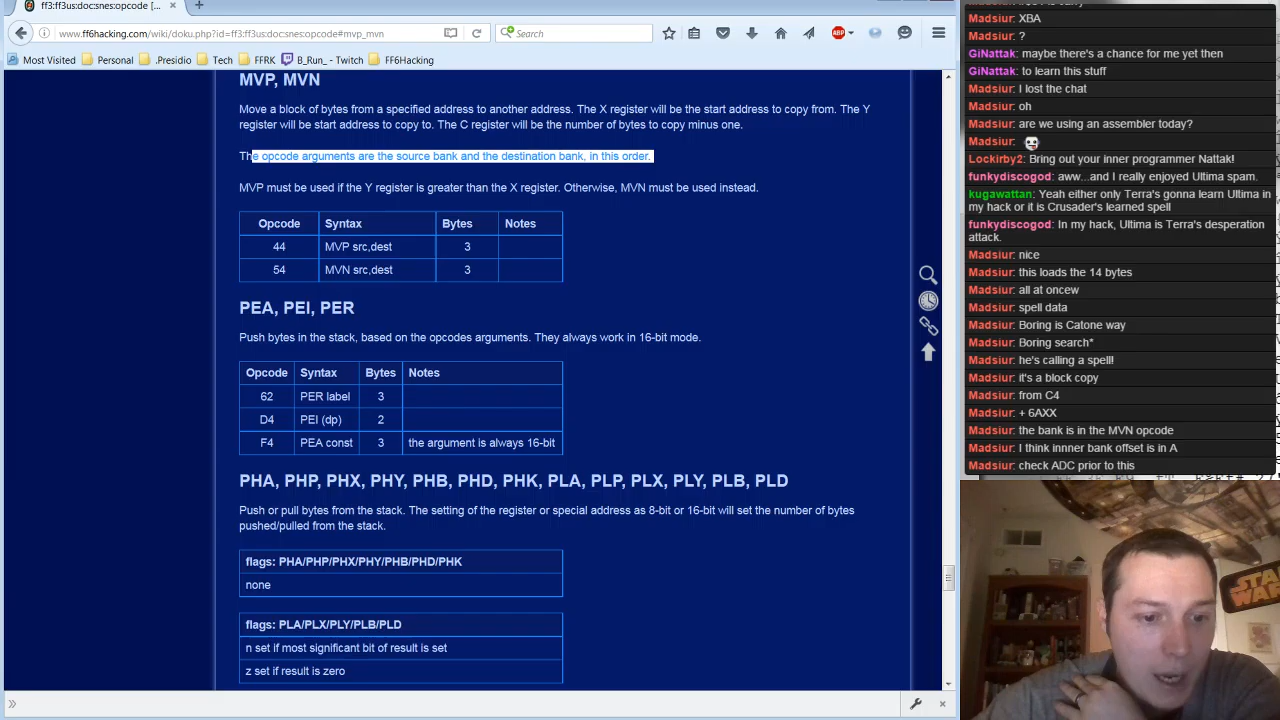 ff3:ff3us:doc:snes:opcode [...
www.ff6hacking.com/wiki/doku.php?id=ff3:ff3us:doc:snes:opcode#mvp_mvn
Search
ABP
Most Visited
Personal
.Presidio
Tech
FFRK
B_Run_ - Twitch
FF6Hacking
MVP, MVN
Move a block of bytes from a specified address to another address. The X register will be the start address to copy from. The Y
register will be start address to copy to. The C register will be the number of bytes to copy minus one.
The opcode arguments are the source bank and the destination bank, in this order.
MVP must be used if the Y register is greater than the X register. Otherwise, MVN must be used instead.
Opcode Syntax Bytes Notes
44 MVP src,dest 3
54 MVN src,dest 3
PEA, PEI, PER
Push bytes in the stack, based on the opcodes arguments. They always work in 16-bit mode.
Opcode Syntax Bytes Notes
62 PER label 3
D4 PEI (dp) 2
F4 PEA const 3 the argument is always 16-bit
PHA, PHP, PHX, PHY, PHB, PHD, PHK, PLA, PLP, PLX, PLY, PLB, PLD
Push or pull bytes from the stack. The setting of the register or special address as 8-bit or 16-bit will set the number of bytes
pushed/pulled from the stack.
flags: PHA/PHP/PHX/PHY/PHB/PHD/PHK
none
flags: PLA/PLX/PLY/PLB/PLD
n set if most significant bit of result is set
z set if result is zero
Madsiur: XBA
Madsiur: ?
GiNattak: maybe there's a chance for me yet then
GiNattak: to learn this stuff
Madsiur: I lost the chat
Madsiur: oh
Madsiur: are we using an assembler today?
Madsiur:
Lockirby2: Bring out your inner programmer Nattak!
funkydiscogod: aww...and I really enjoyed Ultima spam.
kugawattan: Yeah either only Terra's gonna learn Ultima in
my hack or it is Crusader's learned spell
funkydiscogod: In my hack, Ultima is Terra's desperation
attack.
Madsiur: nice
Madsiur: this loads the 14 bytes
Madsiur: all at oncew
Madsiur: spell data
Madsiur: Boring is Catone way
Madsiur: Boring search*
Madsiur: he's calling a spell!
Madsiur: it's a block copy
Madsiur: from C4
Madsiur: + 6AXX
Madsiur: the bank is in the MVN opcode
Madsiur: I think innner bank offset is in A
Madsiur: check ADC prior to this
STAR
WAR